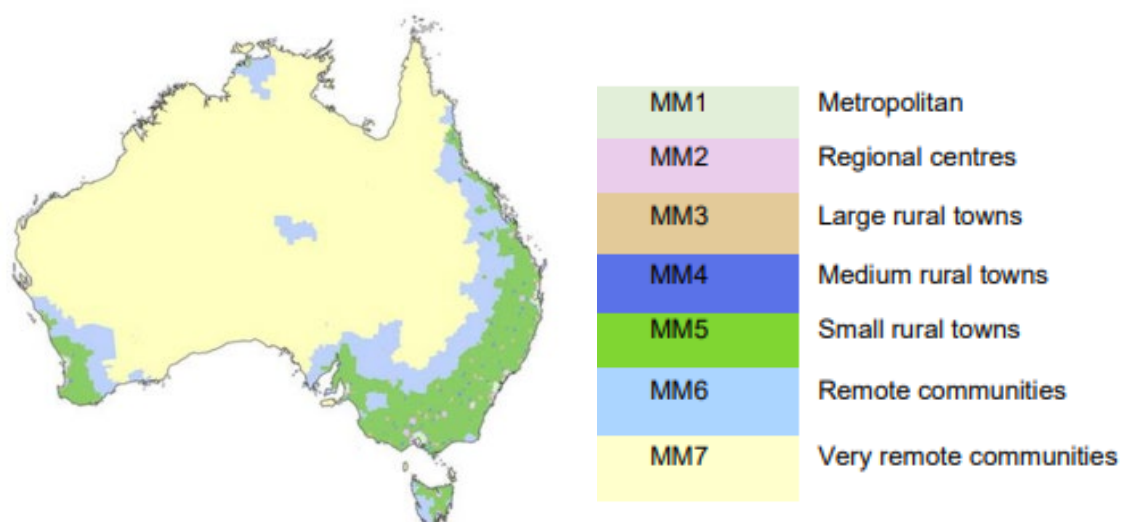 MM1 Metropolitan
MM2 Regional centres
MM3 Large rural towns
MM4 Medium rural towns
MM5 Small rural towns
MM6 Remote communities
MM7 Very remote communities